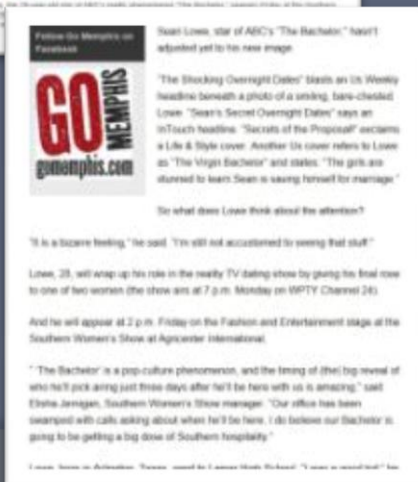 Follow Go Memphis on
Facebook
GO
MEMPHIS
gomemphis.com
Sean Lowe, star of ABC's "The Bachelor," hasn't
adjusted yet to his new image.
"The Shocking Overnight Dates" blasts an Us Weekly
headline beneath a photo of a smiling, bare-chested
Lowe. "Sean's Secret Overnight Dates" says an
InTouch headline. "Secrets of the Proposal!" exclaims
a Life & Style cover. Another Us cover refers to Lowe
as "The Virgin Bachelor" and states: "The girls are
stunned to learn Sean is saving himself for marriage."
So what does Lowe think about the attention?
"It is a bizarre feeling," he said. "I'm still not accustomed to seeing that stuff."
Lowe, 29, will wrap up his role in the reality TV dating show by giving his final rose
to one of two women (the show airs at 7 p.m. Monday on WPTY Channel 24).
And he will appear at 2 p.m. Friday on the Fashion and Entertainment stage at the
Southern Women's Show at Agricenter International.
" 'The Bachelor' is a pop-culture phenomenon, and the timing of (the) big reveal of
who he'll pick airing just three days after he'll be here with us is amazing," said
Elisha Jernigan, Southern Women's Show manager. "Our office has been
swamped with calls asking about when he'll be here. I do believe our Bachelor is
going to be getting a big dose of Southern hospitality."